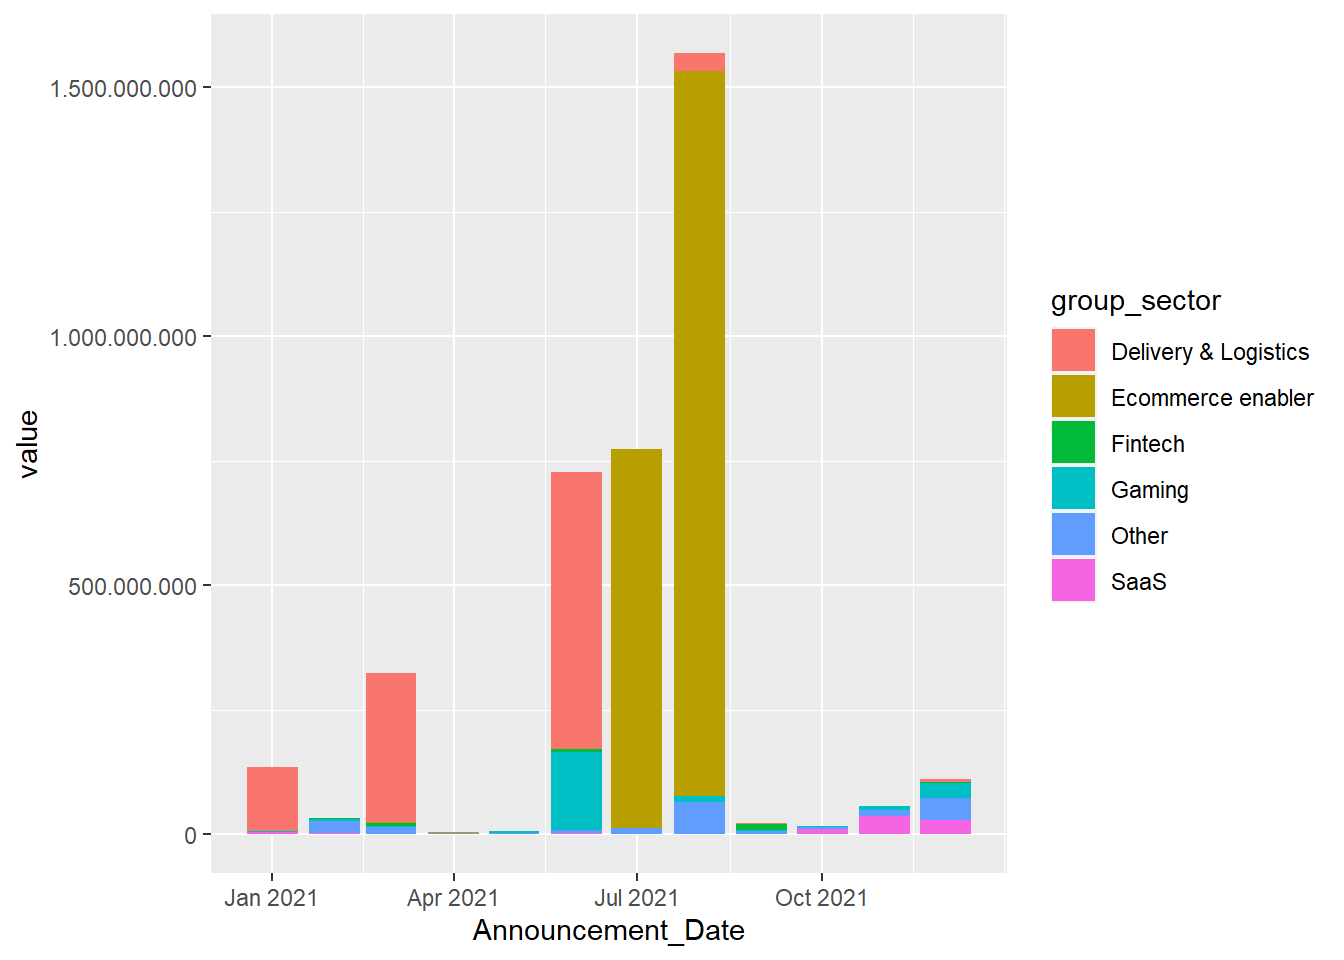 1.500.000.000
1.000.000.000
500.000.000
0
value
Jan 2021
Apr 2021
Jul 2021
Oct 2021
Announcement_Date
group_sector
Delivery & Logistics
Ecommerce enabler
Fintech
Gaming
Other
SaaS